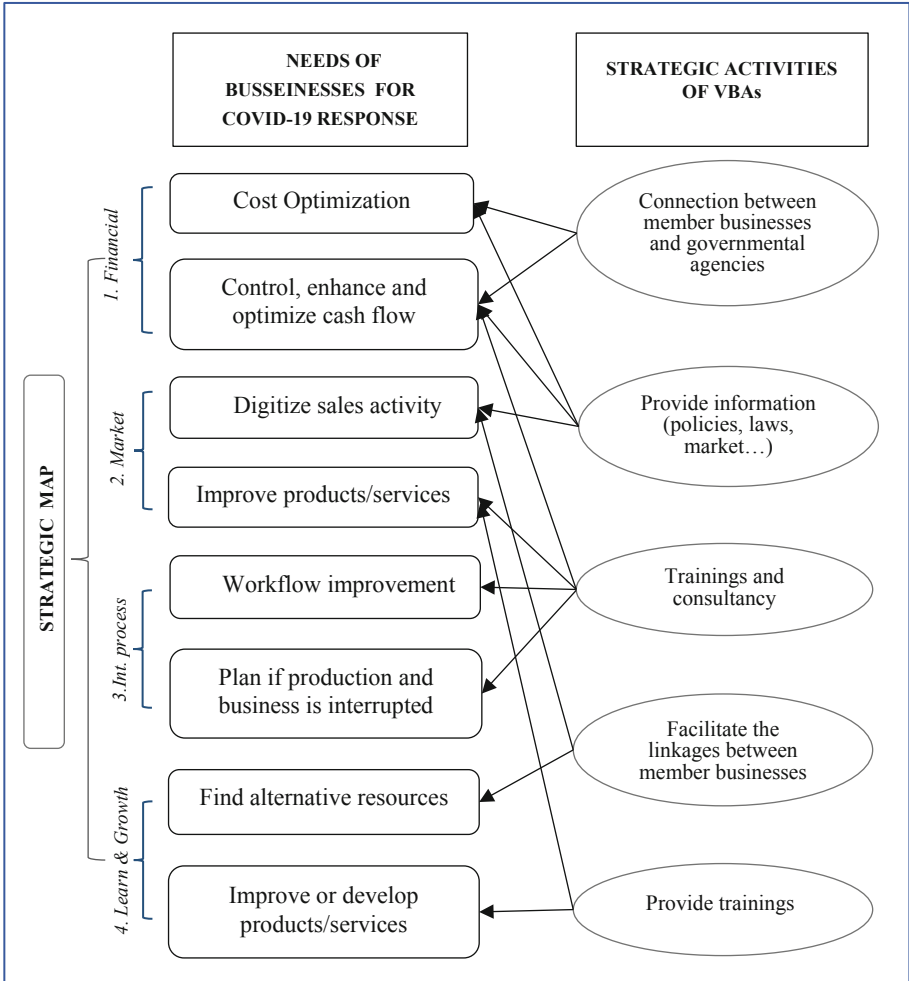 NEEDS OF
BUSSEINESSES FOR
COVID-19 RESPONSE
STRATEGIC ACTIVITIES
OF VBAs
STRATEGIC MAP
1. Financial
Cost Optimization
Control, enhance and
optimize cash flow
2. Market
Digitize sales activity
Improve products/services
3.Int. process
Workflow improvement
Plan if production and
business is interrupted
4. Learn & Growth
Find alternative resources
Improve or develop
products/services
Connection between
member businesses
and governmental
agencies
Provide information
(policies, laws,
market…)
Trainings and
consultancy
Facilitate the
linkages between
member businesses
Provide trainings